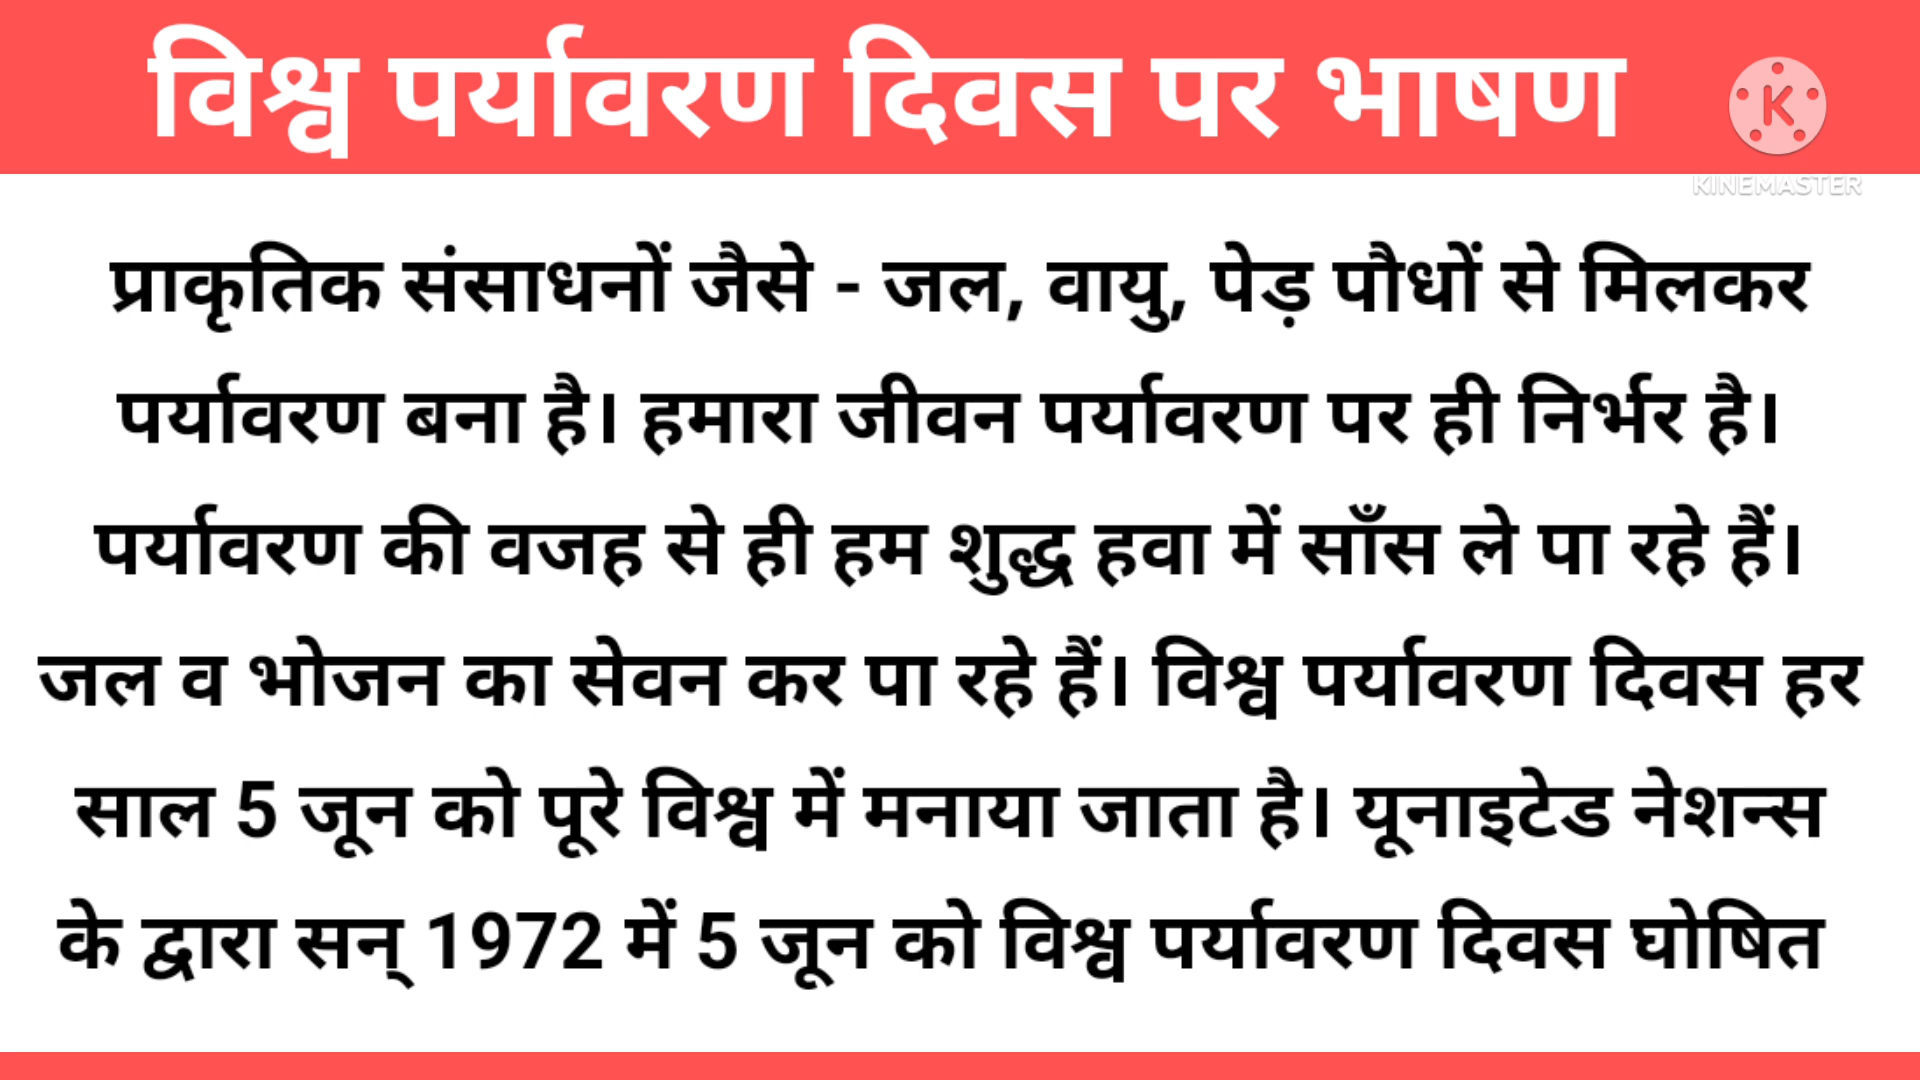 विश्व पर्यावरण दिवस पर भाषण
K
KINEMASTER
प्राकृतिक संसाधनों जैसे - जल, वायु, पेड़ पौधों से मिलकर
पर्यावरण बना है। हमारा जीवन पर्यावरण पर ही निर्भर है।
पर्यावरण की वजह से ही हम शुद्ध हवा में साँस ले पा रहे हैं।
जल व भोजन का सेवन कर पा रहे हैं। विश्व पर्यावरण दिवस हर
साल 5 जून को पूरे विश्व में मनाया जाता है। यूनाइटेड नेशन्स
के द्वारा सन् 1972 में 5 जून को विश्व पर्यावरण दिवस घोषित